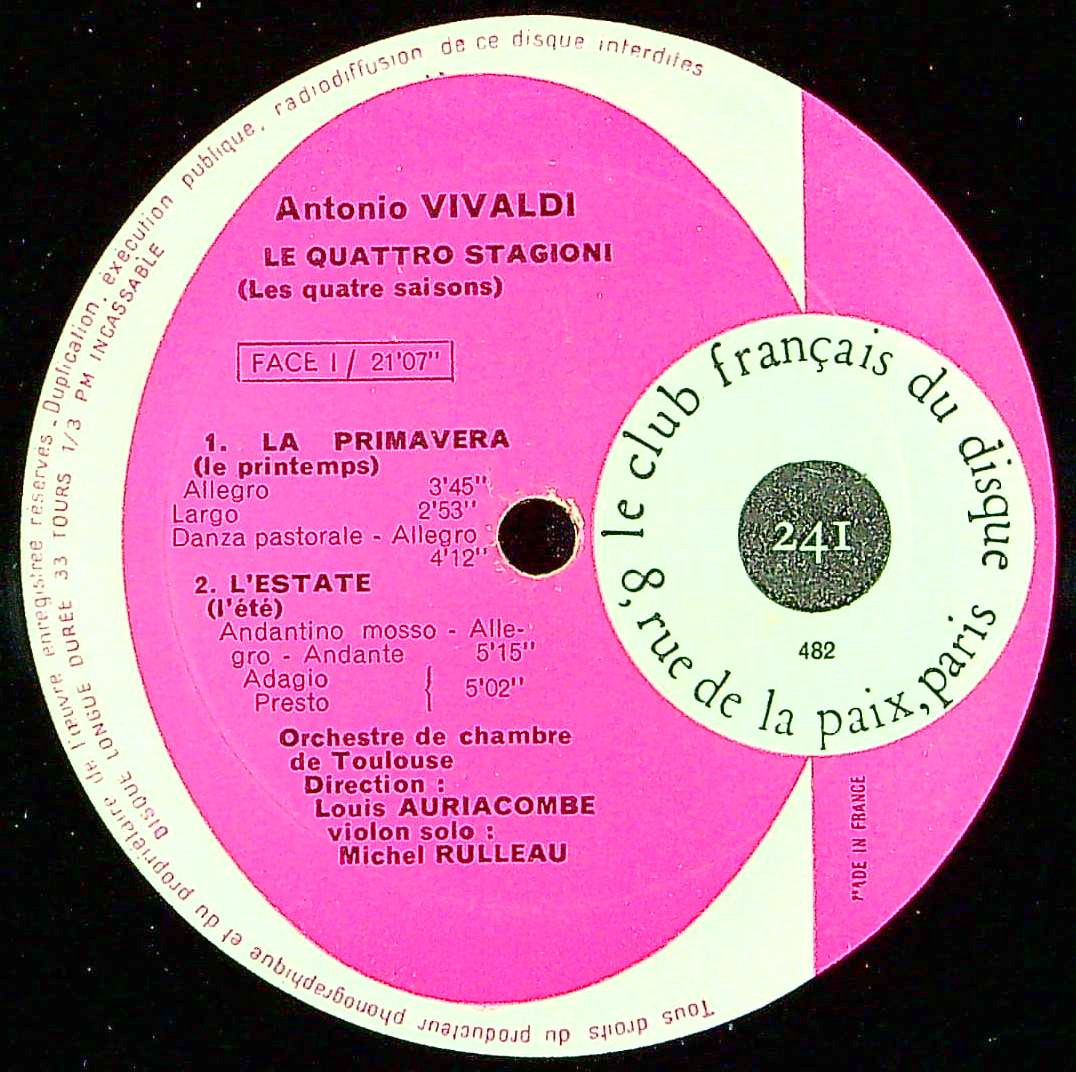 Tous droits du producteur phonographique et du propriétaire de l'œuvre enregistrée réservés - Duplication, exécution publique, radiodiffusion de ce disque interdites
DISQUE LONGUE DURÉE 33 TOURS 1/3 PM INCASSABLE
Antonio VIVALDI
LE QUATTRO STAGIONI
(Les quatre saisons)
FACE I / 21'07''
1. LA PRIMAVERA
(le printemps)
Allegro 3'45''
Largo 2'53''
Danza pastorale - Allegro
4'12''
2. L'ESTATE
(l'été)
Andantino mosso - Alle-
gro - Andante 5'15''
Adagio
Presto } 5'02''
Orchestre de chambre
de Toulouse
Direction :
Louis AURIACOMBE
violon solo :
Michel RULLEAU
le club français du disque
8, rue de la paix, paris
241
482
MADE IN FRANCE